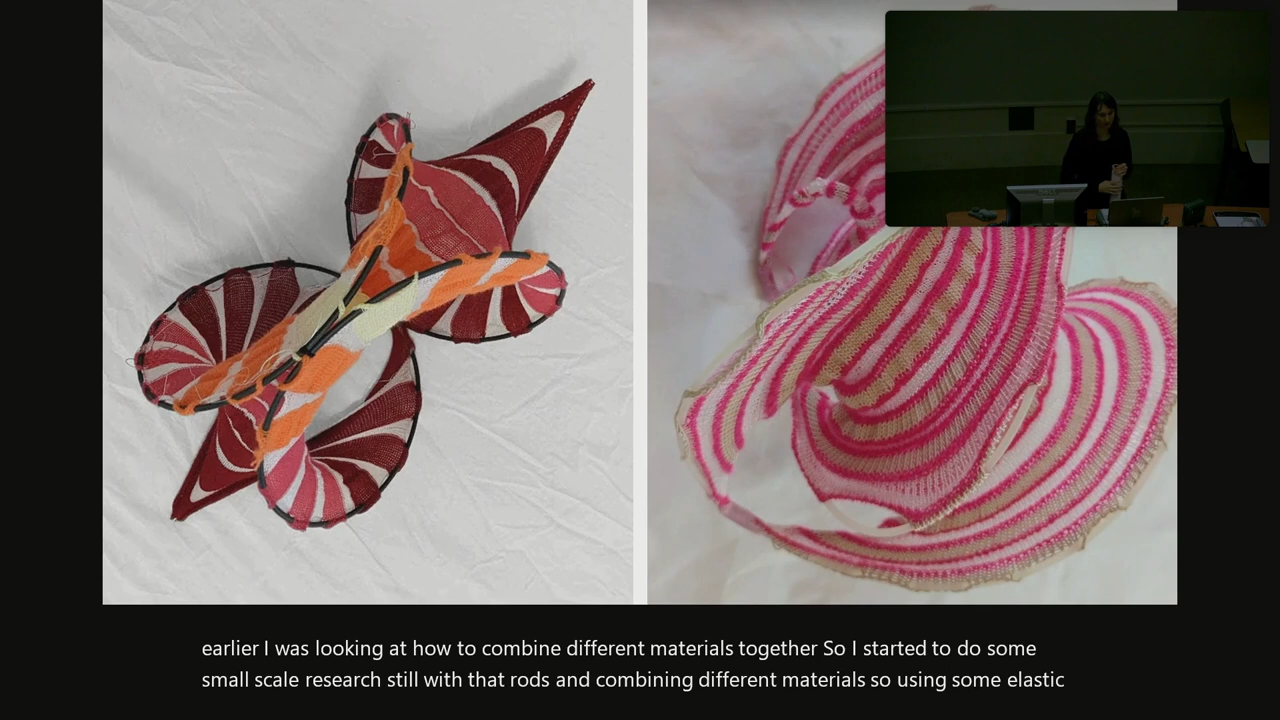 earlier I was looking at how to combine different materials together So I started to do some
small scale research still with that rods and combining different materials so using some elastic